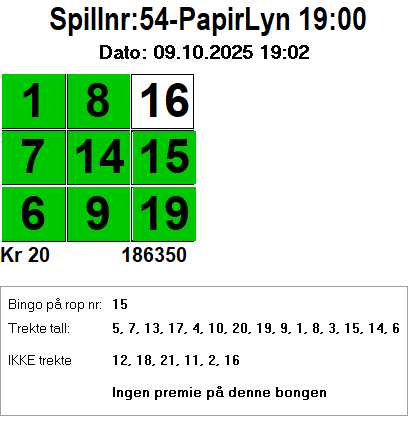 Spillnr:54-PapirLyn 19:00
Dato: 09.10.2025 19:02
1 8 16
7 14 15
6 9 19
Kr 20 186350
Bingo på rop nr: 15
Trekte tall: 5, 7, 13, 17, 4, 10, 20, 19, 9, 1, 8, 3, 15, 14, 6
IKKE trekte 12, 18, 21, 11, 2, 16
Ingen premie på denne bongen